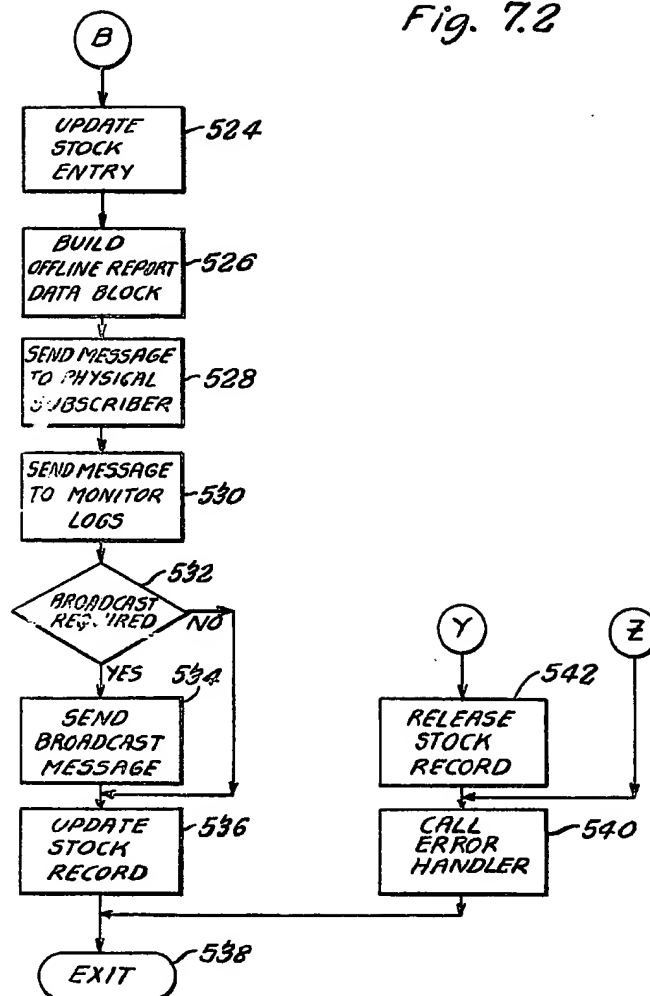 Fig. 7.2
B
UPDATE
STOCK
ENTRY
524
BUILD
OFFLINE REPORT
DATA BLOCK
526
SEND MESSAGE
TO PHYSICAL
SUBSCRIBER
528
SEND MESSAGE
TO MONITOR
LOGS
530
532
BROADCAST
REQUIRED
NO
YES
534
SEND
BROADCAST
MESSAGE
UPDATE
STOCK
RECORD
536
Y
Z
542
RELEASE
STOCK
RECORD
CALL
ERROR
HANDLER
540
EXIT
538